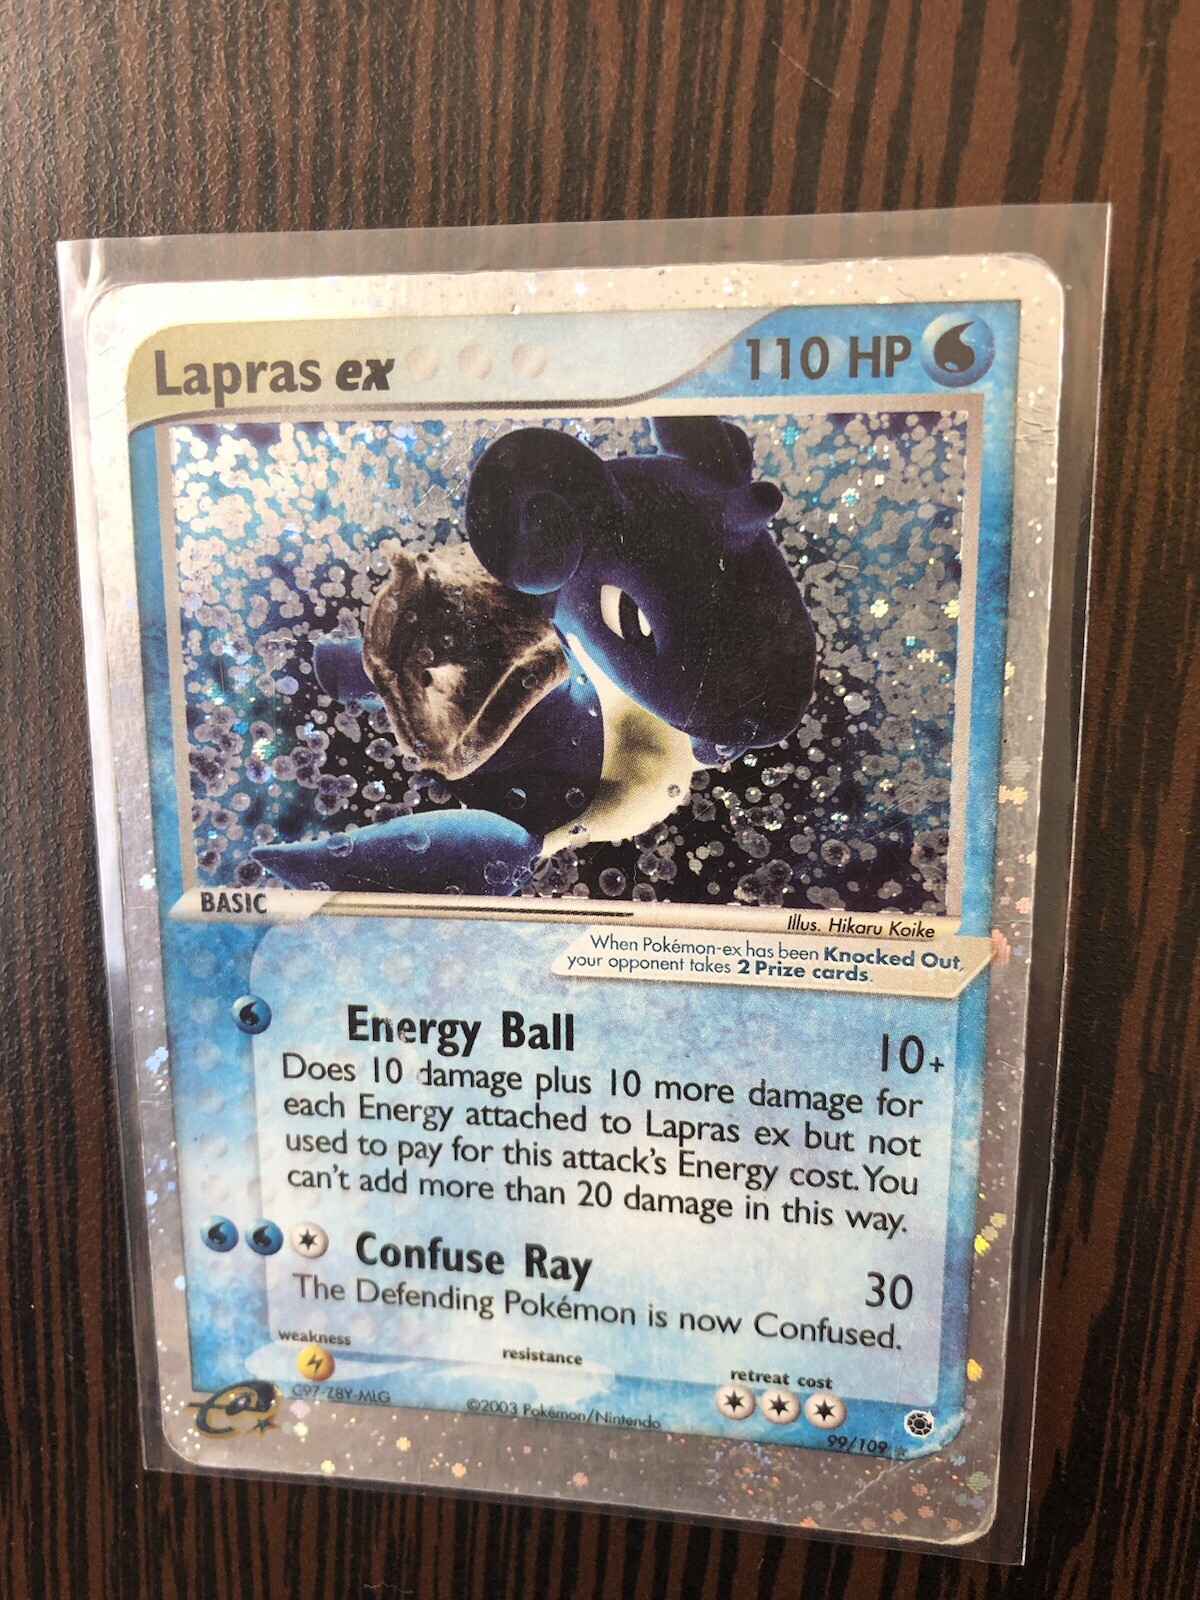 Lapras ex
110 HP
BASIC
Illus. Hikaru Koike
When Pokémon-ex has been Knocked Out,
your opponent takes 2 Prize cards.
Energy Ball
10+
Does 10 damage plus 10 more damage for
each Energy attached to Lapras ex but not
used to pay for this attack's Energy cost. You
can't add more than 20 damage in this way.
Confuse Ray
30
The Defending Pokémon is now Confused.
weakness
resistance
retreat cost
C97-Z8Y-MLG
©2003 Pokémon/Nintendo
99/109 ★